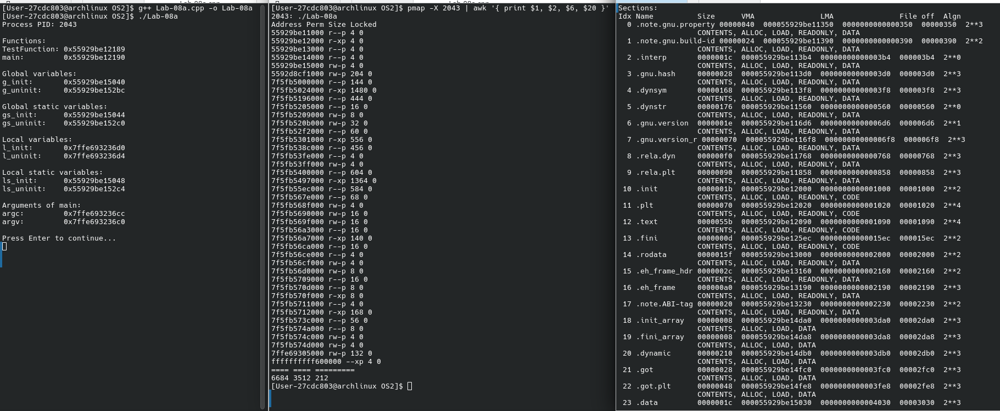 [User-27cdc803@archlinux OS2]$ g++ Lab-08a.cpp -o Lab-08a
[User-27cdc803@archlinux OS2]$ ./Lab-08a
Process PID: 2043
Functions:
TestFunction: 0x55929be12189
main: 0x55929be12190
Global variables:
g_init: 0x55929be15040
g_uninit: 0x55929be152bc
Global static variables:
gs_init: 0x55929be15044
gs_uninit: 0x55929be152c0
Local variables:
l_init: 0x7ffe693236d0
l_uninit: 0x7ffe693236d4
Local static variables:
ls_init: 0x55929be15048
ls_uninit: 0x55929be152c4
Arguments of main:
argc: 0x7ffe693236cc
argv: 0x7ffe693236c0
Press Enter to continue...
[User-27cdc803@archlinux OS2]$ pmap -X 2043 | awk '{ print $1, $2, $6, $20 }'
2043: ./Lab-08a
Address Perm Size Locked
55929be11000 r--p 4 0
55929be12000 r-xp 4 0
55929be13000 r--p 4 0
55929be14000 r--p 4 0
55929be15000 rw-p 4 0
5592d8cf1000 rw-p 204 0
7f5fb5000000 r--p 144 0
7f5fb5024000 r-xp 1480 0
7f5fb5196000 r--p 444 0
7f5fb5205000 r--p 16 0
7f5fb5209000 rw-p 8 0
7f5fb520b000 rw-p 32 0
7f5fb52f2000 r--p 60 0
7f5fb5301000 r-xp 556 0
7f5fb538c000 r--p 456 0
7f5fb53fe000 r--p 4 0
7f5fb53ff000 rw-p 4 0
7f5fb5400000 r--p 604 0
7f5fb5497000 r-xp 1364 0
7f5fb55ec000 r--p 584 0
7f5fb567e000 r--p 68 0
7f5fb568f000 rw-p 4 0
7f5fb5690000 rw-p 16 0
7f5fb569f000 rw-p 16 0
7f5fb56a3000 r--p 16 0
7f5fb56a7000 r-xp 140 0
7f5fb56ca000 r--p 16 0
7f5fb56ce000 r--p 4 0
7f5fb56cf000 rw-p 4 0
7f5fb56d0000 rw-p 8 0
7f5fb5709000 r--p 16 0
7f5fb570d000 r--p 8 0
7f5fb570f000 r-xp 8 0
7f5fb5711000 r--p 4 0
7f5fb5712000 r-xp 168 0
7f5fb573c000 r--p 56 0
7f5fb574a000 r--p 8 0
7f5fb574c000 rw-p 4 0
7f5fb574d000 rw-p 4 0
7ffe69305000 rw-p 132 0
ffffffffff600000 --xp 4 0
==== ==== =========
6684 3512 212
[User-27cdc803@archlinux OS2]$
Sections:
Idx Name Size VMA LMA File off Algn
0 .note.gnu.property 00000040 000055929be11350 0000000000000350 00000350 2**3
CONTENTS, ALLOC, LOAD, READONLY, DATA
1 .note.gnu.build-id 00000024 000055929be11390 0000000000000390 00000390 2**2
CONTENTS, ALLOC, LOAD, READONLY, DATA
2 .interp 0000001c 000055929be113b4 00000000000003b4 000003b4 2**0
CONTENTS, ALLOC, LOAD, READONLY, DATA
3 .gnu.hash 00000028 000055929be113d0 00000000000003d0 000003d0 2**3
CONTENTS, ALLOC, LOAD, READONLY, DATA
4 .dynsym 00000168 000055929be113f8 00000000000003f8 000003f8 2**3
CONTENTS, ALLOC, LOAD, READONLY, DATA
5 .dynstr 00000176 000055929be11560 0000000000000560 00000560 2**0
CONTENTS, ALLOC, LOAD, READONLY, DATA
6 .gnu.version 0000001e 000055929be116d6 00000000000006d6 000006d6 2**1
CONTENTS, ALLOC, LOAD, READONLY, DATA
7 .gnu.version_r 00000070 000055929be116f8 00000000000006f8 000006f8 2**3
CONTENTS, ALLOC, LOAD, READONLY, DATA
8 .rela.dyn 000000f0 000055929be11768 0000000000000768 00000768 2**3
CONTENTS, ALLOC, LOAD, READONLY, DATA
9 .rela.plt 00000090 000055929be11858 0000000000000858 00000858 2**3
CONTENTS, ALLOC, LOAD, READONLY, DATA
10 .init 0000001b 000055929be12000 0000000000001000 00001000 2**2
CONTENTS, ALLOC, LOAD, READONLY, CODE
11 .plt 00000070 000055929be12020 0000000000001020 00001020 2**4
CONTENTS, ALLOC, LOAD, READONLY, CODE
12 .text 0000055b 000055929be12090 0000000000001090 00001090 2**4
CONTENTS, ALLOC, LOAD, READONLY, CODE
13 .fini 0000000d 000055929be125ec 00000000000015ec 000015ec 2**2
CONTENTS, ALLOC, LOAD, READONLY, CODE
14 .rodata 0000015f 000055929be13000 0000000000002000 00002000 2**2
CONTENTS, ALLOC, LOAD, READONLY, DATA
15 .eh_frame_hdr 0000002c 000055929be13160 0000000000002160 00002160 2**2
CONTENTS, ALLOC, LOAD, READONLY, DATA
16 .eh_frame 000000a0 000055929be13190 0000000000002190 00002190 2**3
CONTENTS, ALLOC, LOAD, READONLY, DATA
17 .note.ABI-tag 00000020 000055929be13230 0000000000002230 00002230 2**2
CONTENTS, ALLOC, LOAD, READONLY, DATA
18 .init_array 00000008 000055929be14da0 0000000000003da0 00002da0 2**3
CONTENTS, ALLOC, LOAD, DATA
19 .fini_array 00000008 000055929be14da8 0000000000003da8 00002da8 2**3
CONTENTS, ALLOC, LOAD, DATA
20 .dynamic 00000210 000055929be14db0 0000000000003db0 00002db0 2**3
CONTENTS, ALLOC, LOAD, DATA
21 .got 00000028 000055929be14fc0 0000000000003fc0 00002fc0 2**3
CONTENTS, ALLOC, LOAD, DATA
22 .got.plt 00000048 000055929be14fe8 0000000000003fe8 00002fe8 2**3
CONTENTS, ALLOC, LOAD, DATA
23 .data 0000001c 000055929be15030 0000000000004030 00003030 2**3